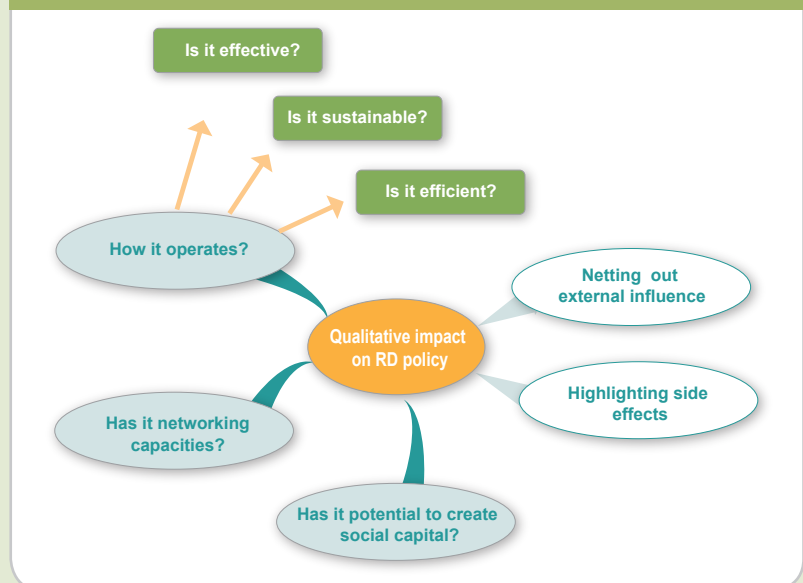 Is it effective?
Is it sustainable?
Is it efficient?
How it operates?
Netting out
external influence
Qualitative impact
on RD policy
Highlighting side
effects
Has it networking
capacities?
Has it potential to create
social capital?